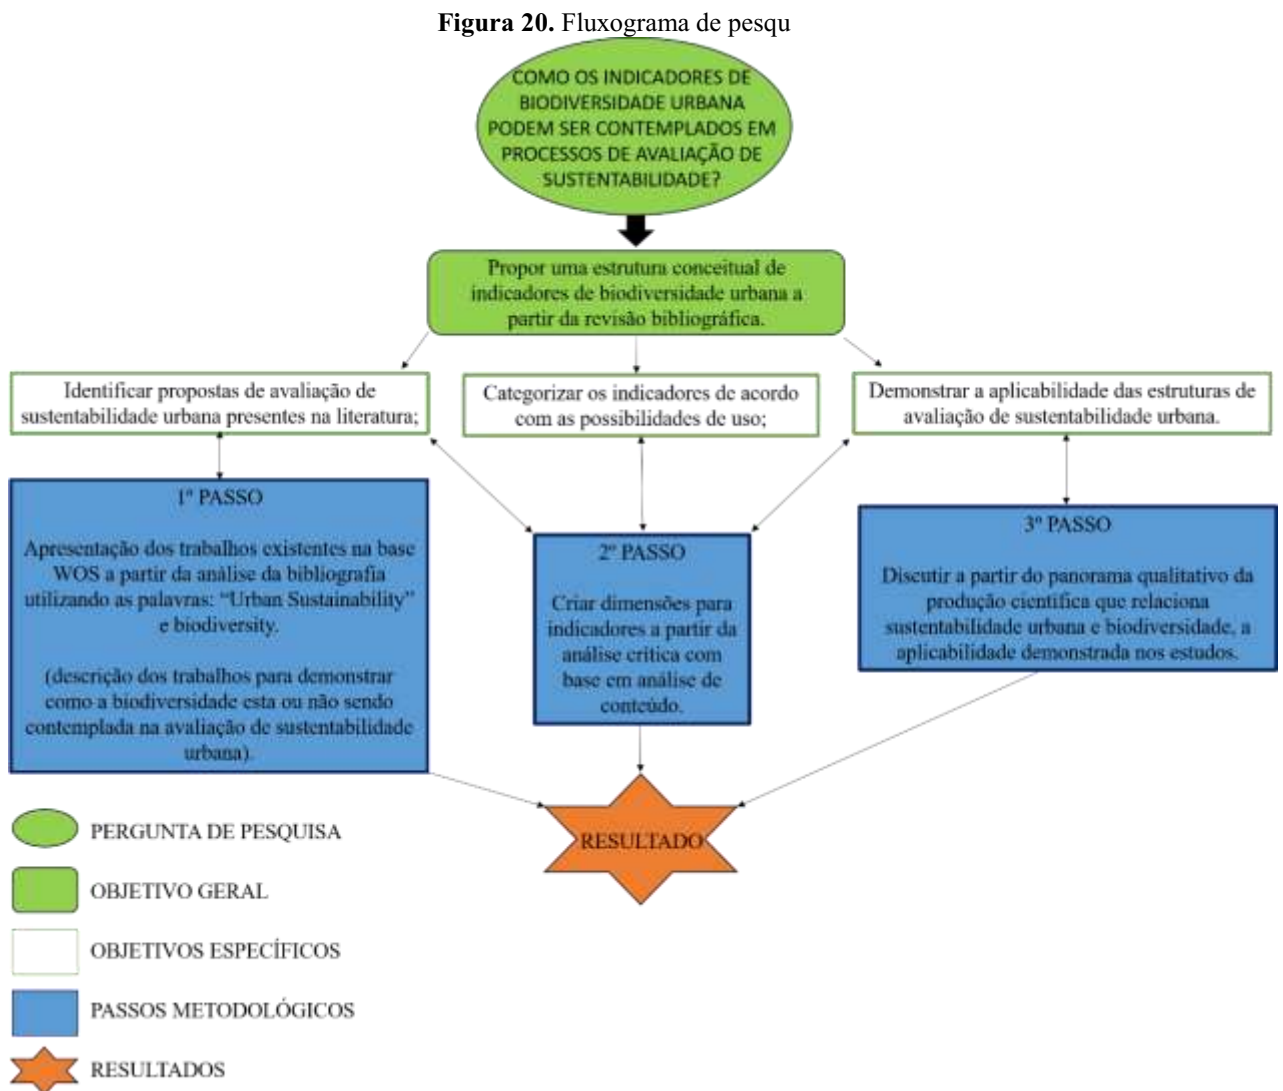 Figura 20. Fluxograma de pesqu
COMO OS INDICADORES DE
BIODIVERSIDADE URBANA
PODEM SER CONTEMPLADOS EM
PROCESSOS DE AVALIAÇÃO DE
SUSTENTABILIDADE?
Propor uma estrutura conceitual de
indicadores de biodiversidade urbana a
partir da revisão bibliográfica.
Identificar propostas de avaliação de
sustentabilidade urbana presentes na literatura;
Categorizar os indicadores de acordo
com as possibilidades de uso;
Demonstrar a aplicabilidade das estruturas de
avaliação de sustentabilidade urbana.
1º PASSO
Apresentação dos trabalhos existentes na base
WOS a partir da análise da bibliografia
utilizando as palavras: “Urban Sustainability”
e biodiversity.
(descrição dos trabalhos para demonstrar
como a biodiversidade esta ou não sendo
contemplada na avaliação de sustentabilidade
urbana).
2º PASSO
Criar dimensões para
indicadores a partir da
análise crítica com
base em análise de
conteúdo.
3º PASSO
Discutir a partir do panorama qualitativo da
produção científica que relaciona
sustentabilidade urbana e biodiversidade, a
aplicabilidade demonstrada nos estudos.
RESULTADO
PERGUNTA DE PESQUISA
OBJETIVO GERAL
OBJETIVOS ESPECÍFICOS
PASSOS METODOLÓGICOS
RESULTADOS